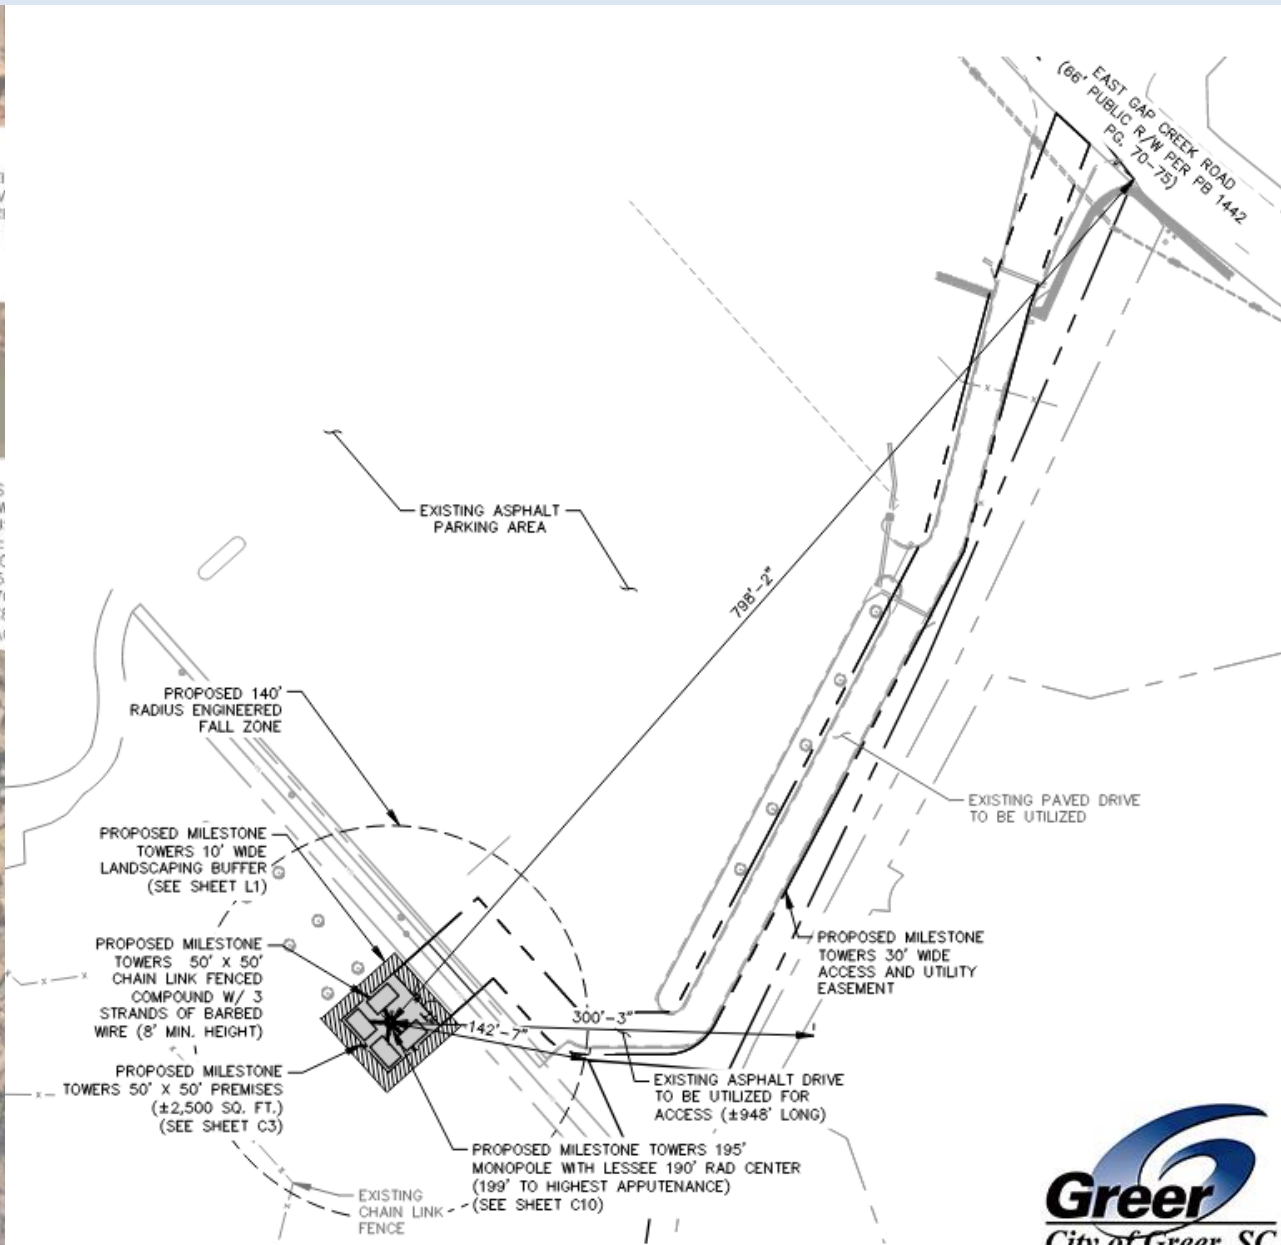 EAST GAP CREEK ROAD
(66' PUBLIC R/W PER PB 1442
PG. 70-75)
EXISTING ASPHALT
PARKING AREA
798'-2"
PROPOSED 140'
RADIUS ENGINEERED
FALL ZONE
EXISTING PAVED DRIVE
TO BE UTILIZED
PROPOSED MILESTONE
TOWERS 10' WIDE
LANDSCAPING BUFFER
(SEE SHEET L1)
PROPOSED MILESTONE
TOWERS 50' X 50'
CHAIN LINK FENCED
COMPOUND W/ 3
STRANDS OF BARBED
WIRE (8' MIN. HEIGHT)
PROPOSED MILESTONE
TOWERS 30' WIDE
ACCESS AND UTILITY
EASEMENT
300'-3"
142'-7"
PROPOSED MILESTONE
TOWERS 50' X 50' PREMISES
(±2,500 SQ. FT.)
(SEE SHEET C3)
EXISTING ASPHALT DRIVE
TO BE UTILIZED FOR
ACCESS (±948' LONG)
PROPOSED MILESTONE TOWERS 195'
MONOPOLE WITH LESSEE 190' RAD CENTER
(199' TO HIGHEST APPUTENANCE)
(SEE SHEET C10)
EXISTING
CHAIN LINK
FENCE
Greer
City of Greer, SC